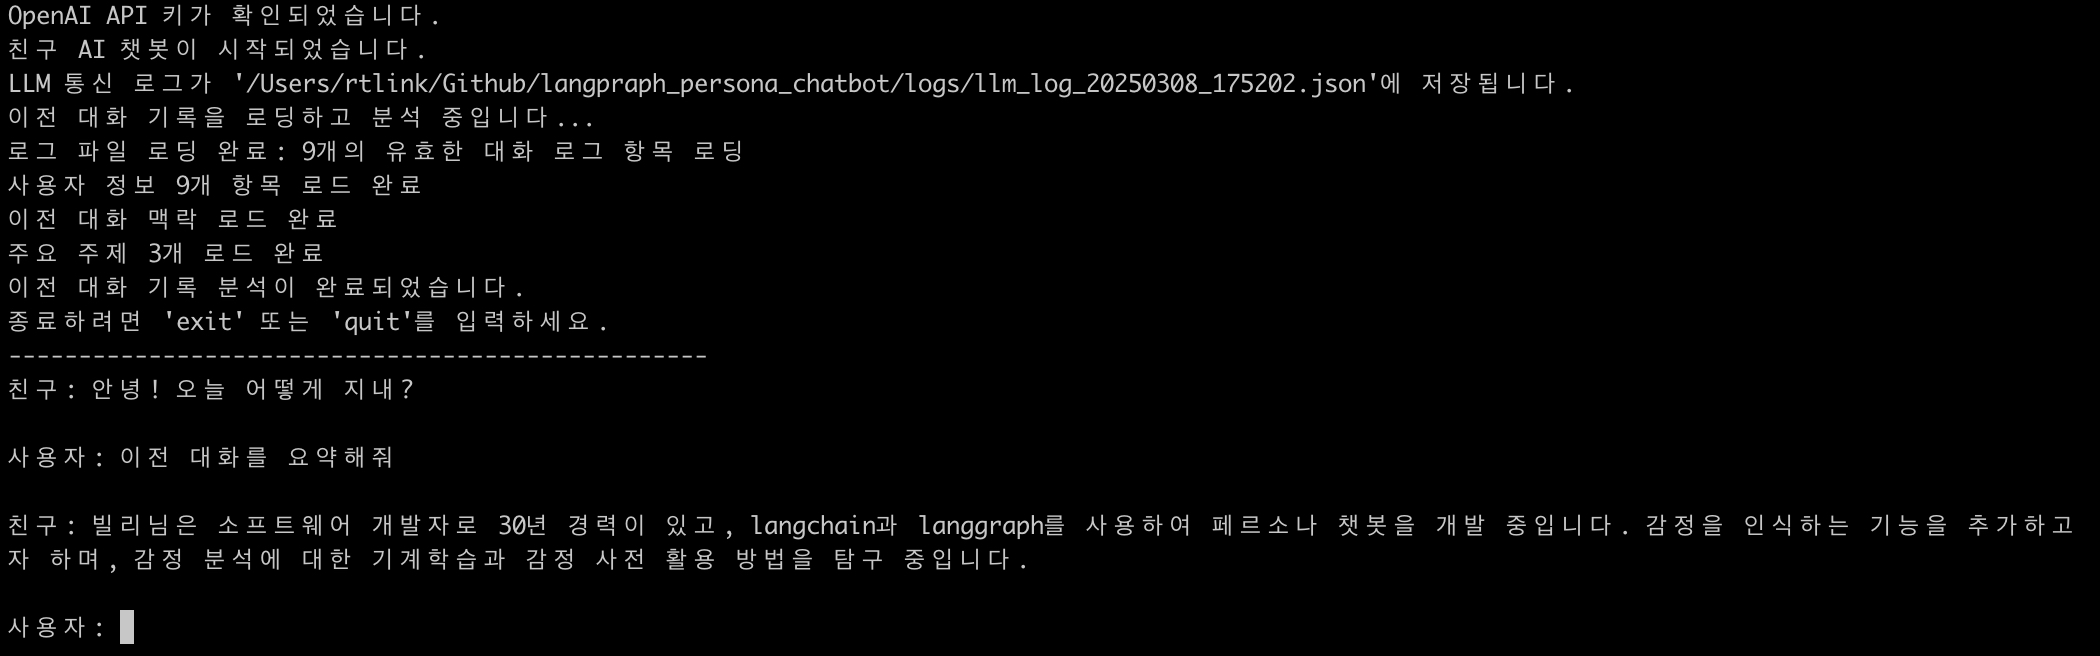 OpenAI API 키가 확인되었습니다.
친구 AI 챗봇이 시작되었습니다.
LLM 통신 로그가 '/Users/rtlink/Github/langpraph_persona_chatbot/logs/llm_log_20250308_175202.json'에 저장됩니다.
이전 대화 기록을 로딩하고 분석 중입니다...
로그 파일 로딩 완료: 9개의 유효한 대화 로그 항목 로딩
사용자 정보 9개 항목 로드 완료
이전 대화 맥락 로드 완료
주요 주제 3개 로드 완료
이전 대화 기록 분석이 완료되었습니다.
종료하려면 'exit' 또는 'quit'를 입력하세요.
--------------------------------------------------
친구: 안녕! 오늘 어떻게 지내?
사용자: 이전 대화를 요약해줘
친구: 빌리님은 소프트웨어 개발자로 30년 경력이 있고, langchain과 langgraph를 사용하여 페르소나 챗봇을 개발 중입니다. 감정을 인식하는 기능을 추가하고
자 하며, 감정 분석에 대한 기계학습과 감정 사전 활용 방법을 탐구 중입니다.
사용자: